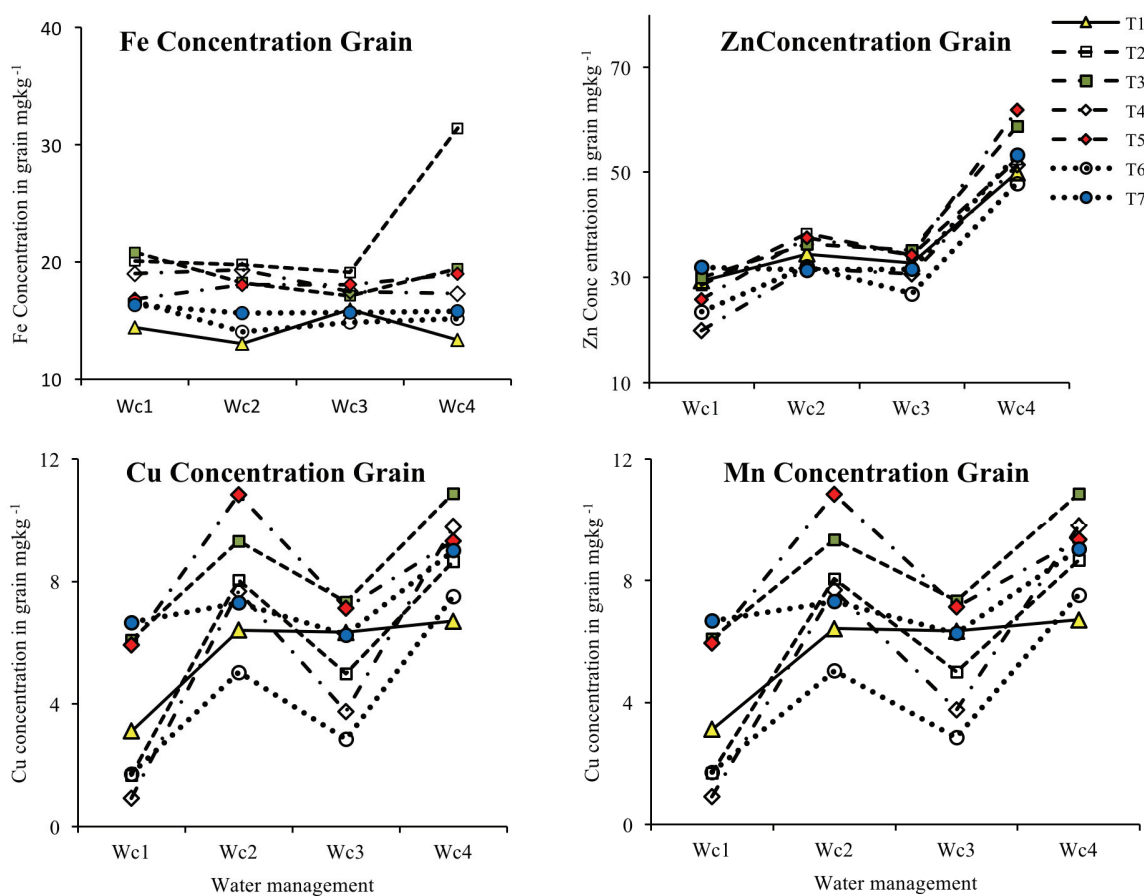 Fe Concentration Grain
Fe Concentration in grain mgkg-1
40
30
20
10
Wc1 Wc2 Wc3 Wc4
ZnConcentration Grain
Zn Conc entratoion in grain mgkg-1
70
50
30
10
Wc1 Wc2 Wc3 Wc4
T1
T2
T3
T4
T5
T6
T7
Cu Concentration Grain
Cu concentration in grain mgkg-1
12
8
4
0
Wc1 Wc2 Wc3 Wc4
Water management
Mn Concentration Grain
Cu concentration in grain mgkg-1
12
8
4
0
Wc1 Wc2 Wc3 Wc4
Water management